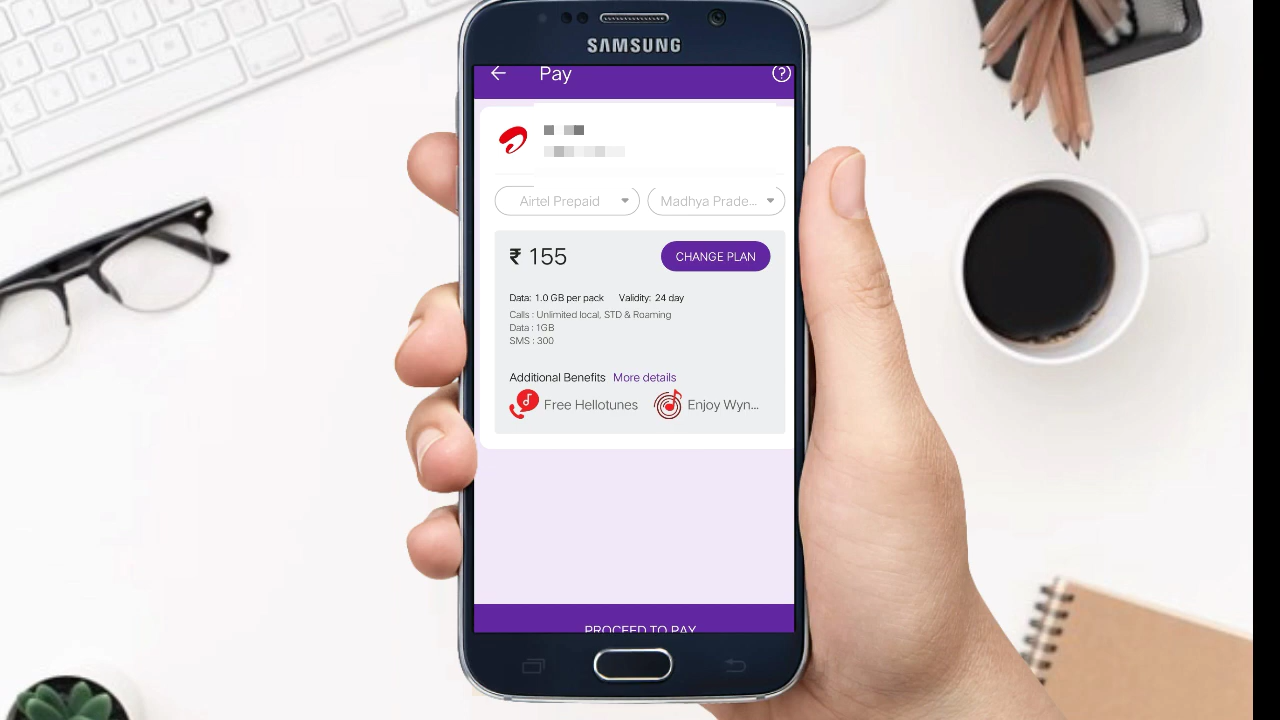 SAMSUNG
Pay
Airtel Prepaid
Madhya Prade...
₹ 155
CHANGE PLAN
Data: 1.0 GB per pack Validity: 24 day
Calls : Unlimited local, STD & Roaming
Data : 1GB
SMS : 300
Additional Benefits More details
Free Hellotunes
Enjoy Wyn...
PROCEED TO PAY